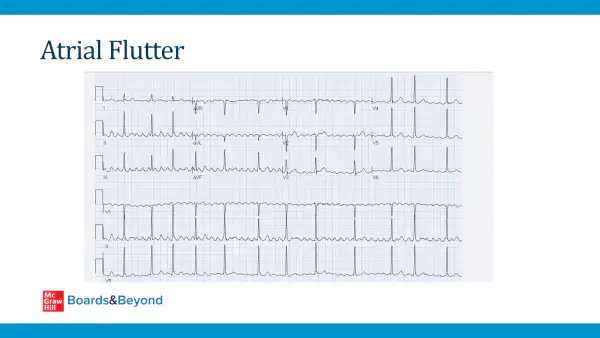 Atrial Flutter
I aVR V1 V4
II aVL V2 V5
III aVF V3 V6
V1
II
V5
Mc
Graw
Hill
Boards&Beyond